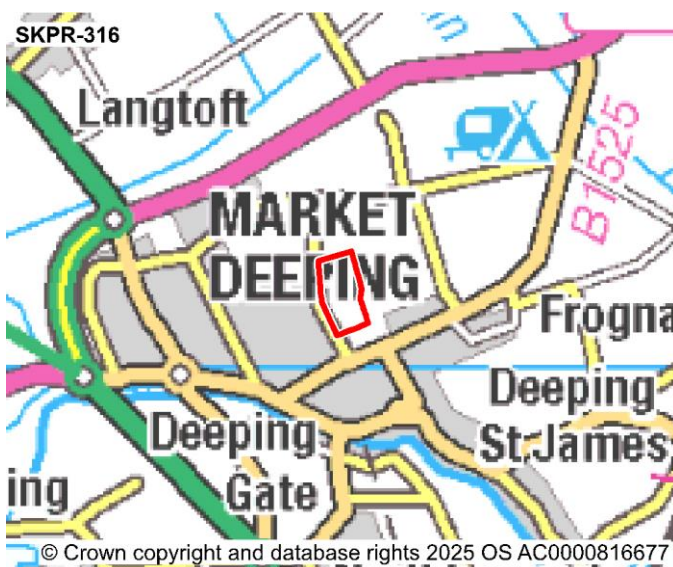 SKPR-316
Langtoft
MARKET
DEEPING
B1525
Frogna
Deeping
St.James
Deeping
Gate
ing
© Crown copyright and database rights 2025 OS AC0000816677